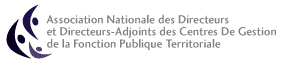 Association Nationale des Directeurs
et Directeurs-Adjoints des Centres De Gestion
de la Fonction Publique Territoriale